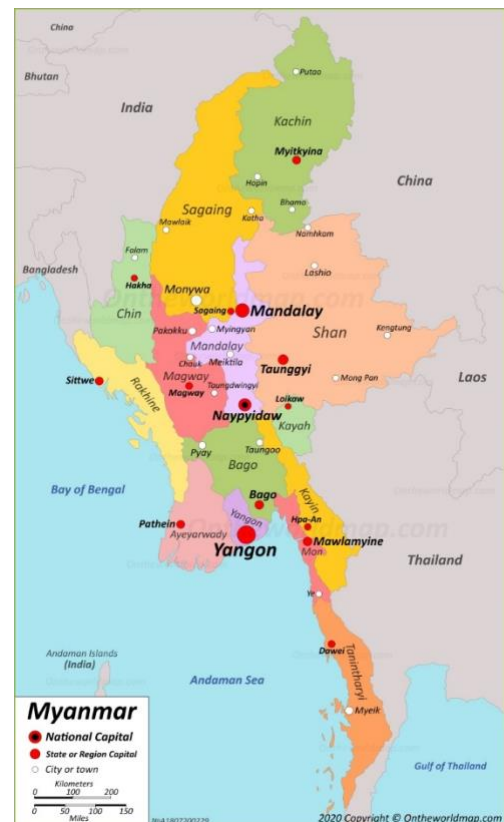 China
Bhutan
India
Putao
Kachin
Myitkyina
China
Hopin
Bhamo
Sagaing
Katha
Mawlaik
Namhkam
Falam
Lashio
Bangladesh
Hakha
Monywa
Ontheworldmap.com
Chin
Sagaing
Mandalay
Pakokku
Myingyan
Shan
Kengtung
Mandalay
Chauk
Meiktila
Taunggyi
Laos
Sittwe
Magway
Mong Pan
Magway
Taungdwingyi
Rakhine
Loikaw
Naypyidaw
Kayah
Pyay
Taungoo
Bago
Bay of Bengal
Kayin
Bago
Pathein
Yangon
Hpa-An
Ayeyarwady
Mawlamyine
Yangon
Mon
Thailand
Ye
Dawei
Andaman Islands
(India)
Tanintharyi
Andaman Sea
Myeik
Gulf of Thailand
Myanmar
National Capital
State or Region Capital
City or town
Kilometers
0 100 200
0 50 100 150
Miles
2020 Copyright © Ontheworldmap.com